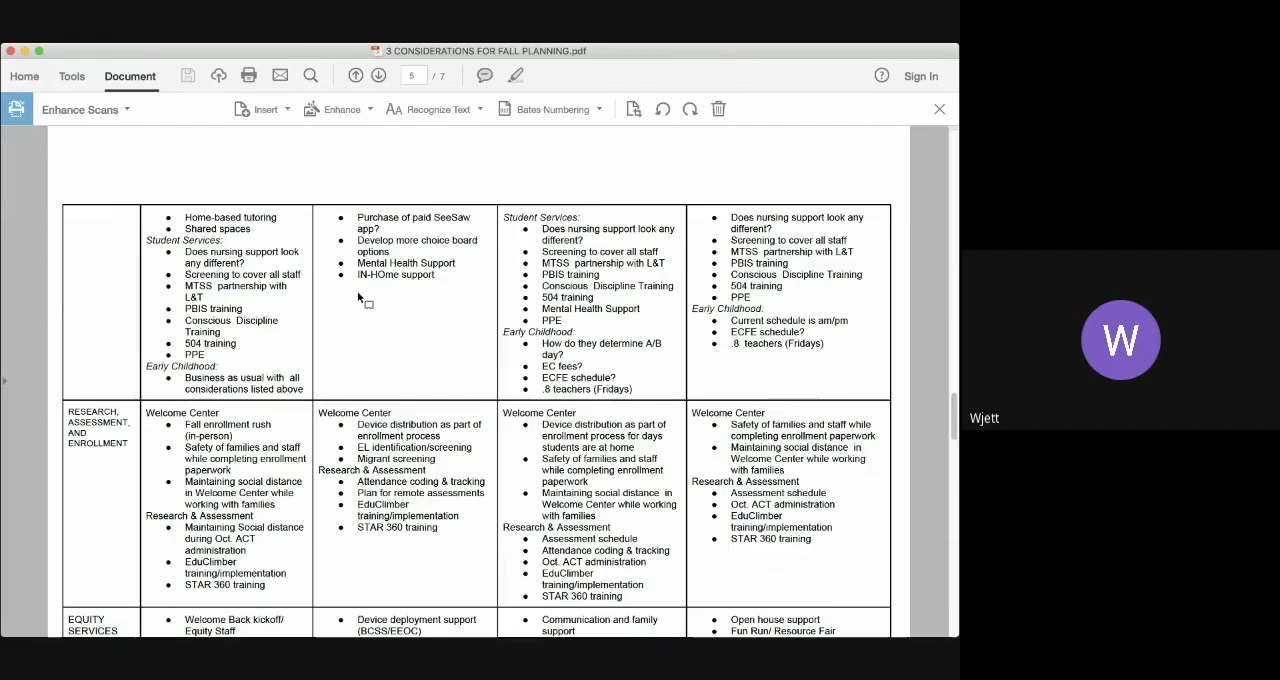 3 CONSIDERATIONS FOR FALL PLANNING.pdf
Home Tools Document 5 / 7 Sign In
Enhance Scans Insert Enhance Recognize Text Bates Numbering
Home-based tutoring
Shared spaces
Student Services:
Does nursing support look
any different?
Screening to cover all staff
MTSS partnership with
L&T
PBIS training
Conscious Discipline
Training
504 training
PPE
Early Childhood:
Business as usual with all
considerations listed above
Purchase of paid SeeSaw
app?
Develop more choice board
options
Mental Health Support
IN-HOme support
Student Services:
Does nursing support look any
different?
Screening to cover all staff
MTSS partnership with L&T
PBIS training
Conscious Discipline Training
504 training
Mental Health Support
PPE
Early Childhood:
How do they determine A/B
day?
EC fees?
ECFE schedule?
.8 teachers (Fridays)
Does nursing support look any
different?
Screening to cover all staff
MTSS partnership with L&T
PBIS training
Conscious Discipline Training
504 training
PPE
Early Childhood:
Current schedule is am/pm
ECFE schedule?
.8 teachers (Fridays)
RESEARCH,
ASSESSMENT,
AND
ENROLLMENT
Welcome Center
Fall enrollment rush
(in-person)
Safety of families and staff
while completing enrollment
paperwork
Maintaining social distance
in Welcome Center while
working with families
Research & Assessment
Maintaining Social distance
during Oct. ACT
administration
EduClimber
training/implementation
STAR 360 training
Welcome Center
Device distribution as part of
enrollment process
EL identification/screening
Migrant screening
Research & Assessment
Attendance coding & tracking
Plan for remote assessments
EduClimber
training/implementation
STAR 360 training
Welcome Center
Device distribution as part of
enrollment process for days
students are at home
Safety of families and staff
while completing enrollment
paperwork
Maintaining social distance in
Welcome Center while working
with families
Research & Assessment
Assessment schedule
Attendance coding & tracking
Oct. ACT administration
EduClimber
training/implementation
STAR 360 training
Welcome Center
Safety of families and staff while
completing enrollment paperwork
Maintaining social distance in
Welcome Center while working
with families
Research & Assessment
Assessment schedule
Oct. ACT administration
EduClimber
training/implementation
STAR 360 training
EQUITY
SERVICES
Welcome Back kickoff/
Equity Staff
Device deployment support
(BCSS/EEOC)
Communication and family
support
Open house support
Fun Run/ Resource Fair
W
Wjett